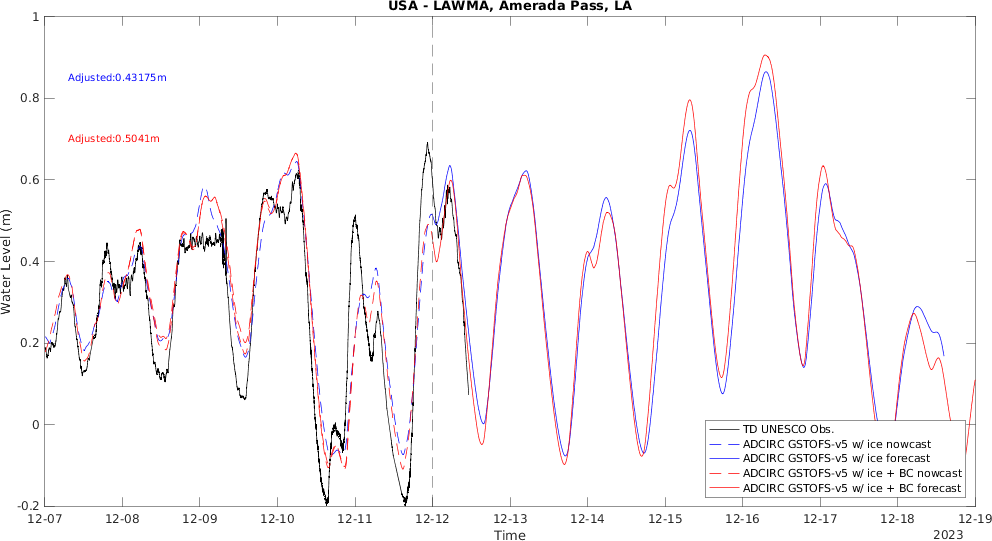 USA - LAWMA, Amerada Pass, LA
1
0.8
0.6
0.4
0.2
0
-0.2
Water Level (m)
Adjusted:0.43175m
Adjusted:0.5041m
TD UNESCO Obs.
ADCIRC GSTOFS-v5 w/ ice nowcast
ADCIRC GSTOFS-v5 w/ ice forecast
ADCIRC GSTOFS-v5 w/ ice + BC nowcast
ADCIRC GSTOFS-v5 w/ ice + BC forecast
12-07 12-08 12-09 12-10 12-11 12-12 12-13 12-14 12-15 12-16 12-17 12-18 12-19
Time
2023